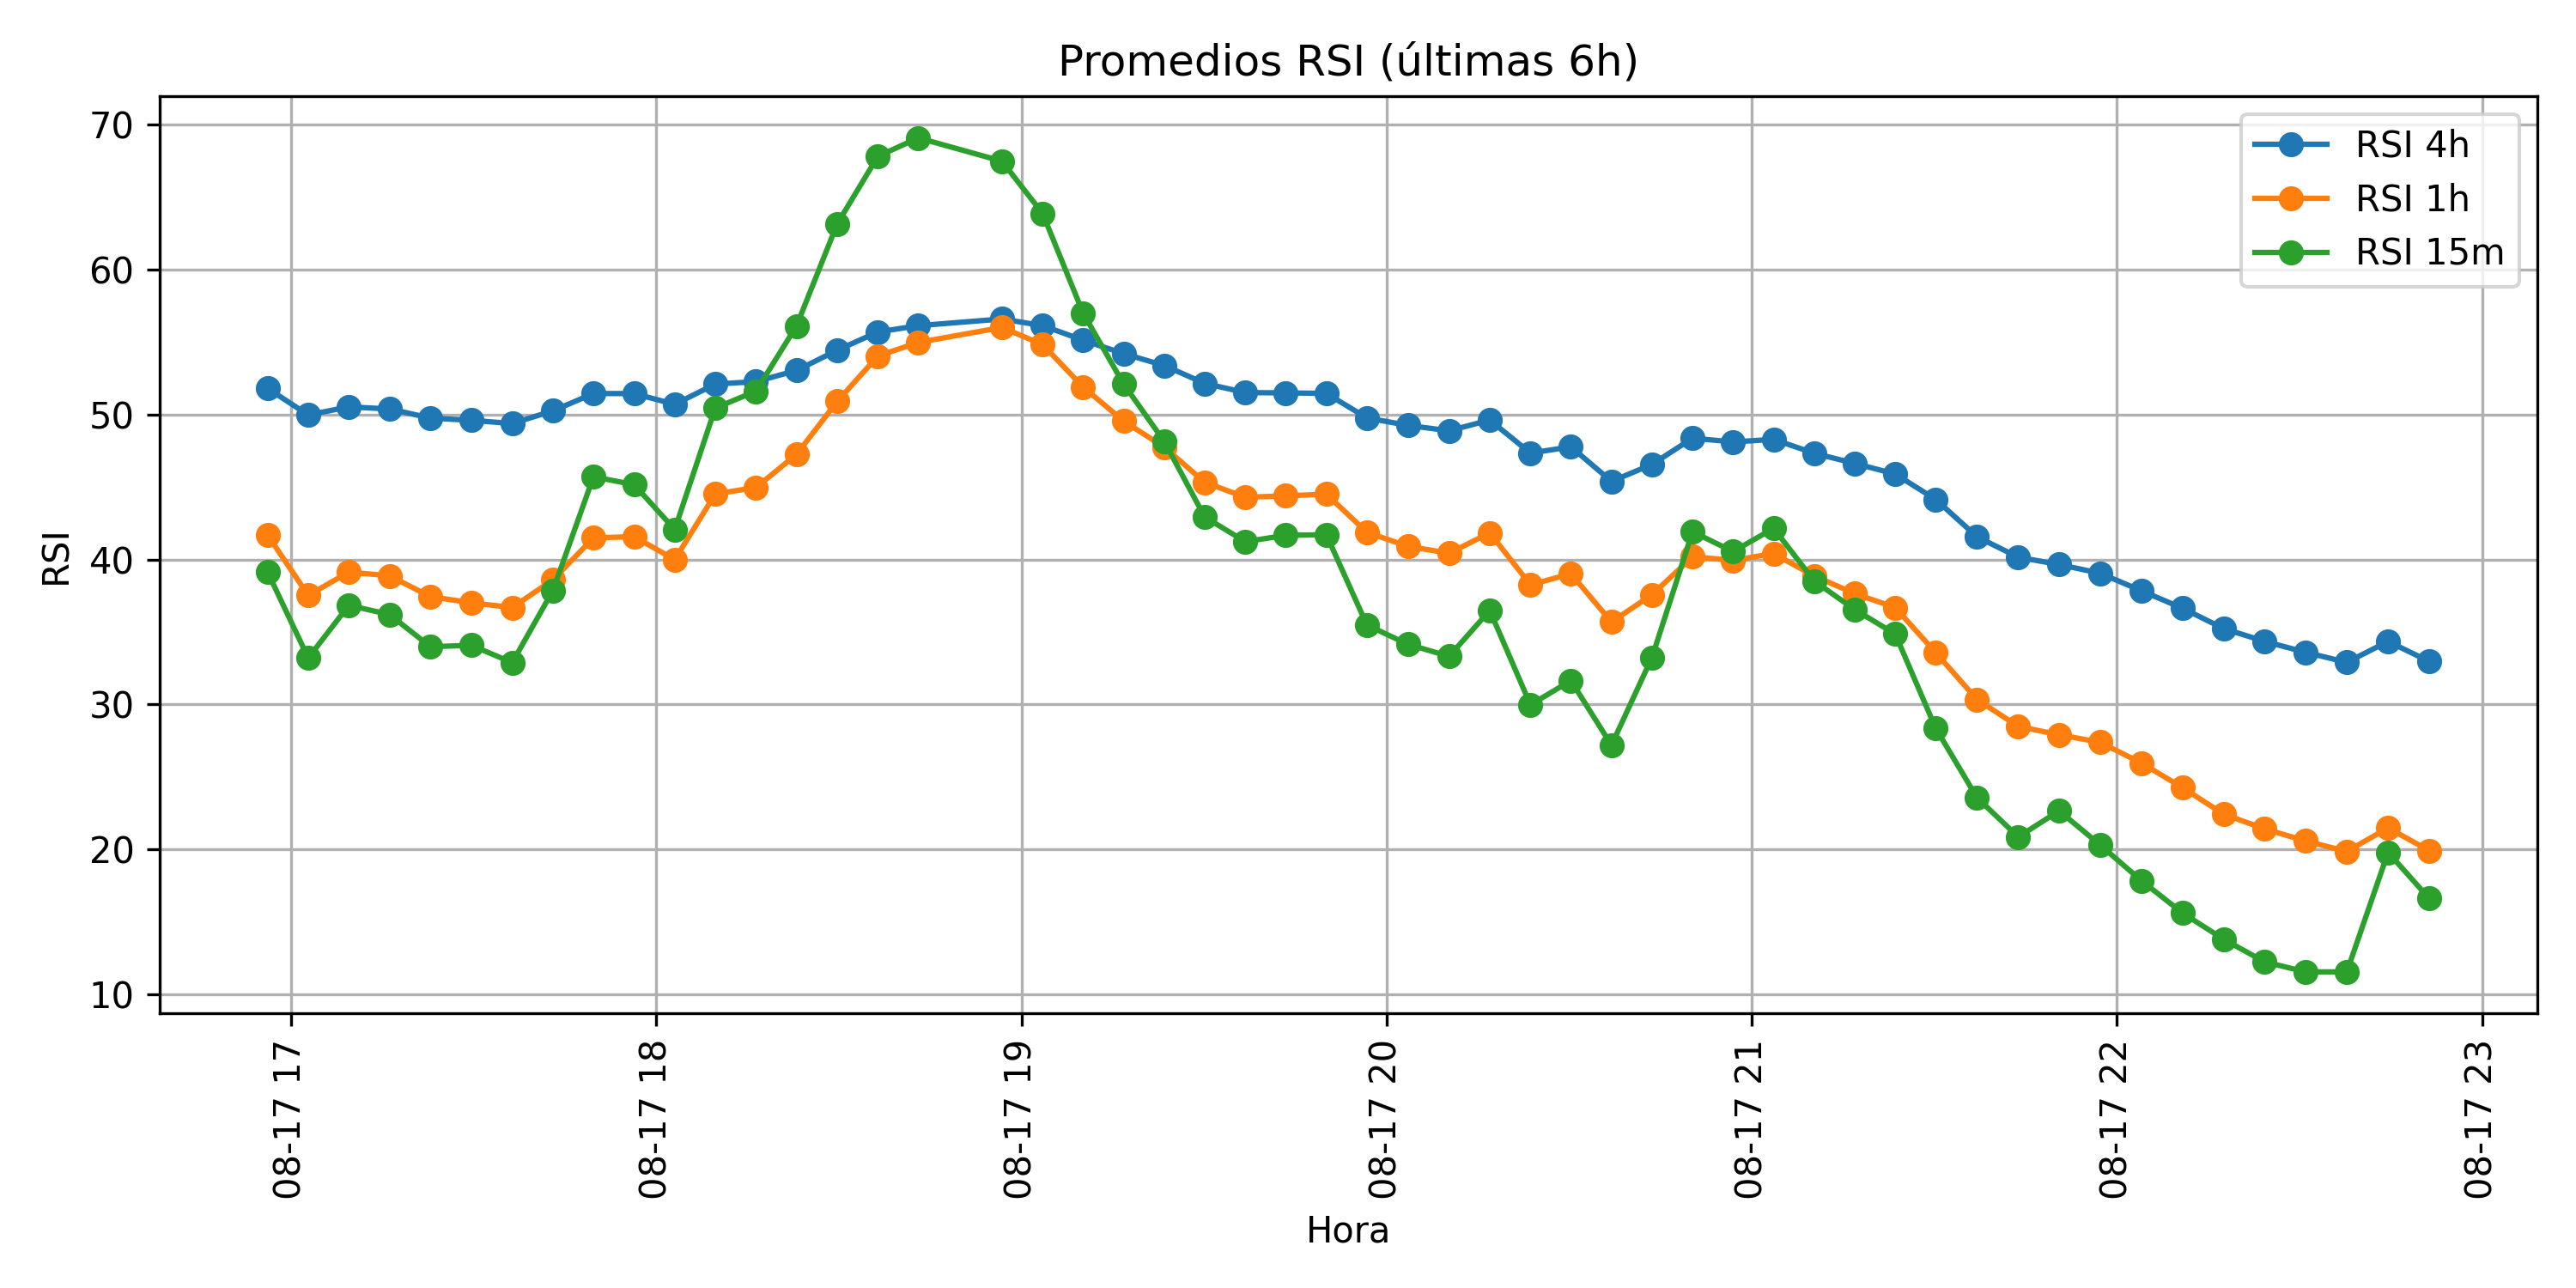 Promedios RSI (últimas 6h)
RSI 4h
RSI 1h
RSI 15m
RSI
70
60
50
40
30
20
10
08-17 17
08-17 18
08-17 19
08-17 20
08-17 21
08-17 22
08-17 23
Hora